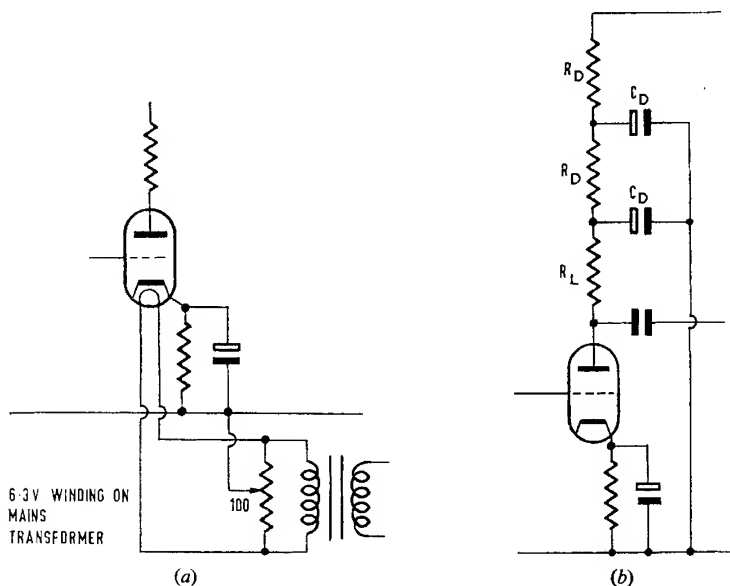 R_D
C_D
R_D
C_D
R_L
100
6·3V WINDING ON
MAINS
TRANSFORMER
(a)
(b)